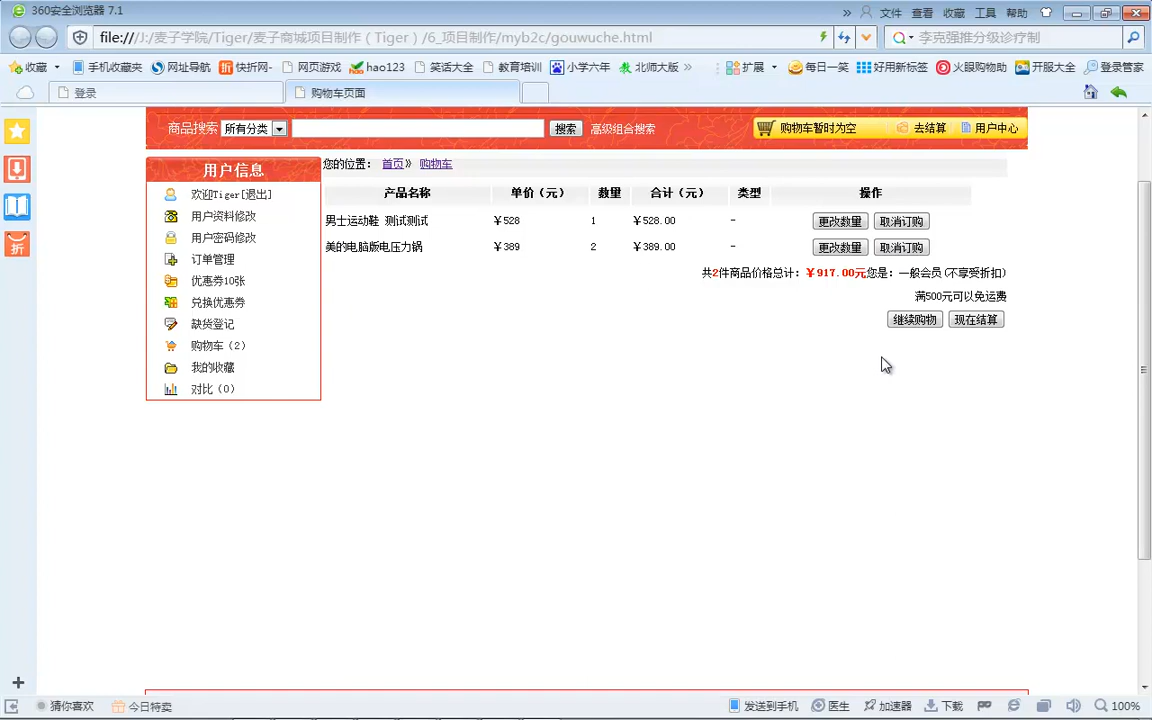 360安全浏览器 7.1
» 文件 查看 收藏 工具 帮助
file:///J:/麦子学院/Tiger/麦子商城项目制作（Tiger）/6_项目制作/myb2c/gouwuche.html
李克强推分级诊疗制
收藏 手机收藏夹 网址导航 快折网- 网页游戏 hao123 笑话大全 教育培训 小学六年 北师大版 » 扩展 每日一笑 好用新标签 火眼购物助 开服大全 登录管家
登录 购物车页面
商品搜索 所有分类 搜索 高级组合搜索 购物车暂时为空 去结算 用户中心
折
用户信息
欢迎Tiger[退出]
用户资料修改
用户密码修改
订单管理
优惠券10张
兑换优惠券
缺货登记
购物车（2）
我的收藏
对比（0）
您的位置： 首页》 购物车
产品名称 单价（元） 数量 合计（元） 类型 操作
男士运动鞋 测试测试 ￥528 1 ￥528.00 - 更改数量 取消订购
美的电脑版电压力锅 ￥389 2 ￥389.00 - 更改数量 取消订购
共2件商品价格总计：￥917.00元您是：一般会员(不享受折扣)
满500元可以免运费
继续购物 现在结算
猜你喜欢 今日特卖 发送到手机 医生 加速器 下载 100%